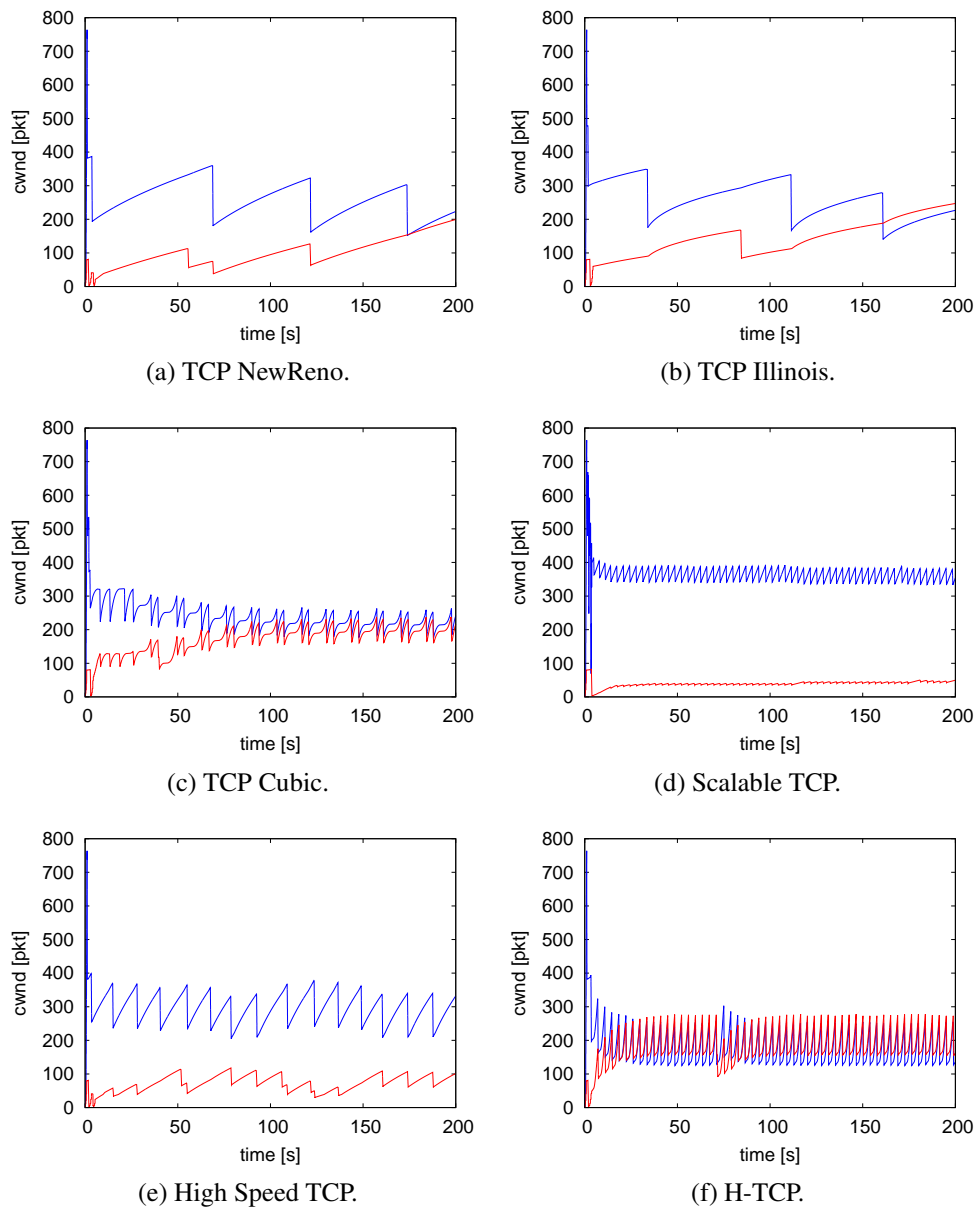 800
700
600
500
400
300
200
100
0
cwnd [pkt]
0 50 100 150 200
time [s]
(a) TCP NewReno.
800
700
600
500
400
300
200
100
0
cwnd [pkt]
0 50 100 150 200
time [s]
(b) TCP Illinois.
800
700
600
500
400
300
200
100
0
cwnd [pkt]
0 50 100 150 200
time [s]
(c) TCP Cubic.
800
700
600
500
400
300
200
100
0
cwnd [pkt]
0 50 100 150 200
time [s]
(d) Scalable TCP.
800
700
600
500
400
300
200
100
0
cwnd [pkt]
0 50 100 150 200
time [s]
(e) High Speed TCP.
800
700
600
500
400
300
200
100
0
cwnd [pkt]
0 50 100 150 200
time [s]
(f) H-TCP.